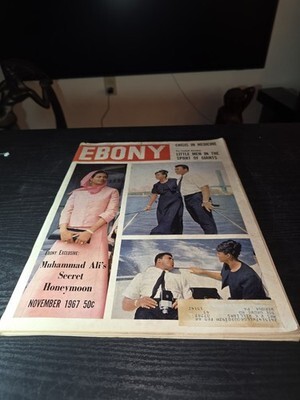 EBONY
CRISIS IN MEDICINE
LITTLE MEN IN THE
SPORT OF GIANTS
EBONY EXCLUSIVE:
Muhammad Ali's
Secret
Honeymoon
NOVEMBER 1967 50¢